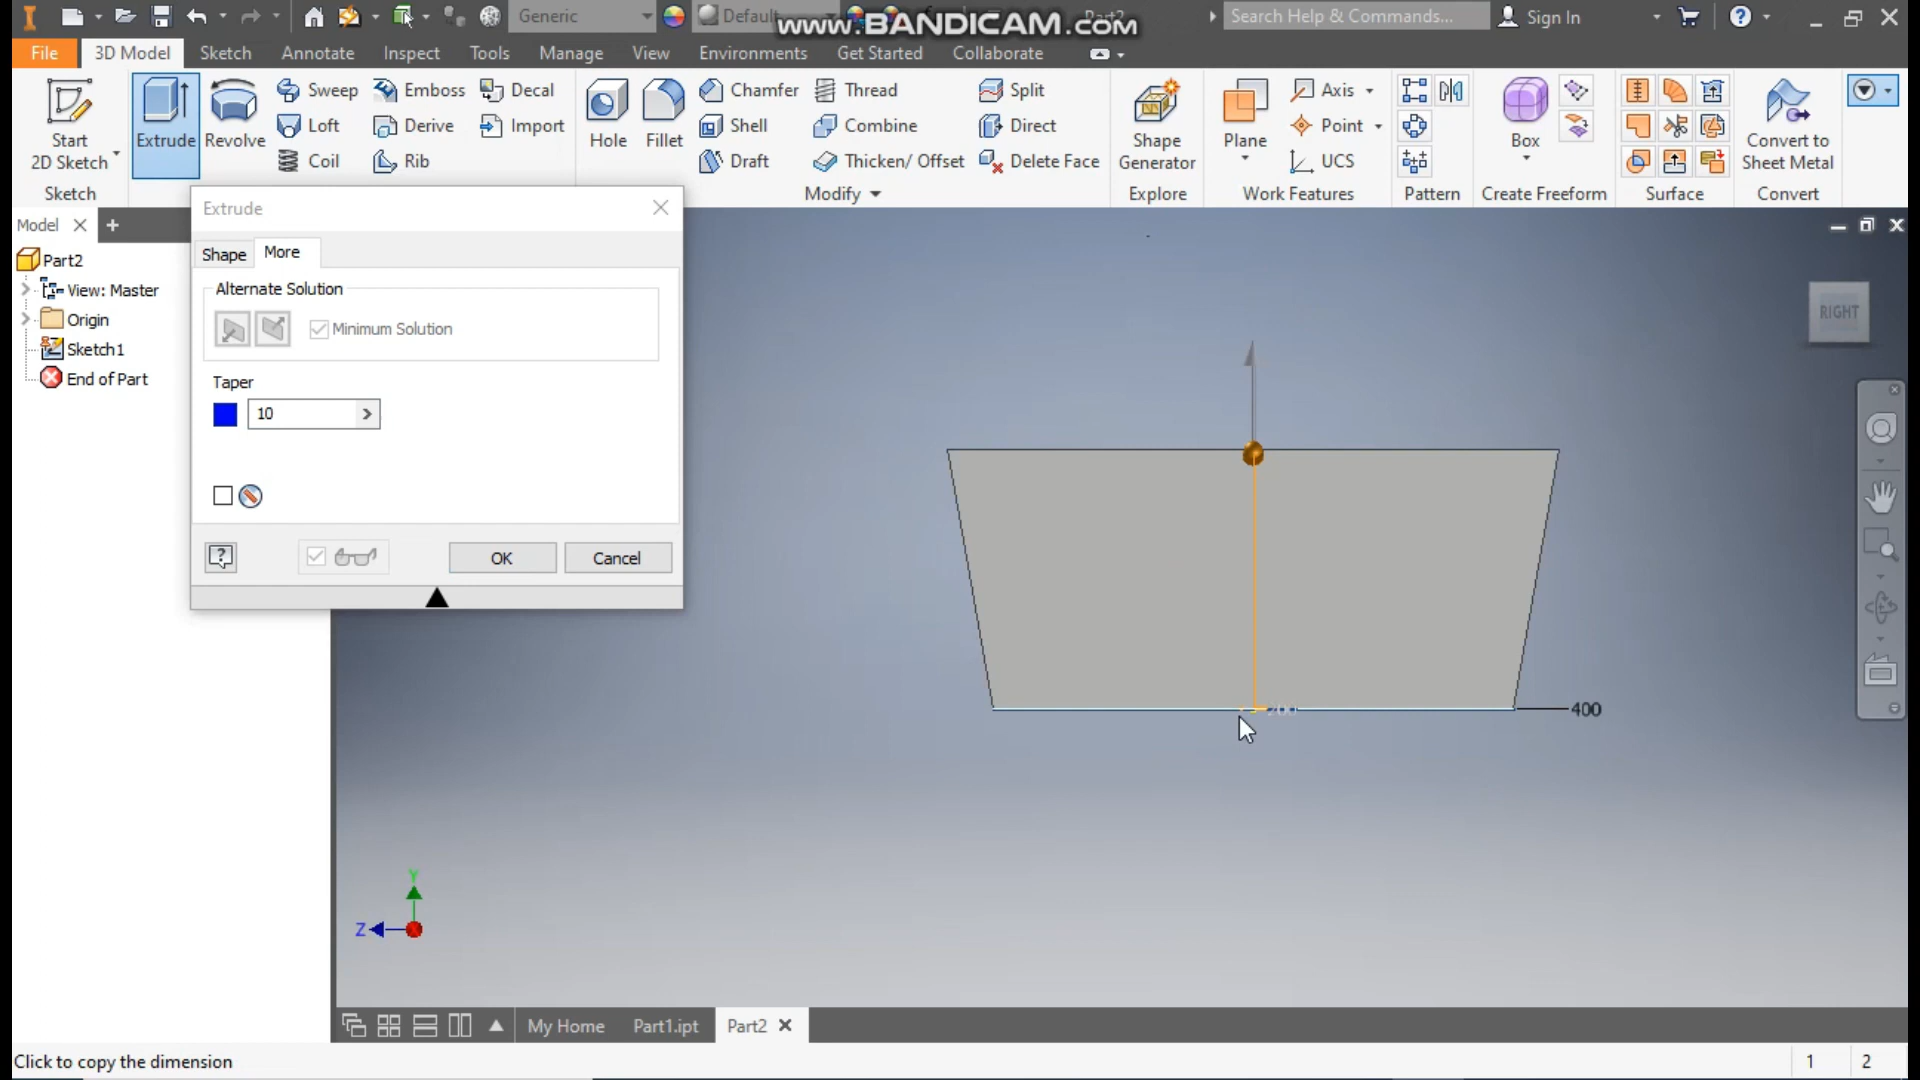 Generic
Default
www.BANDICAM.com
Search Help & Commands...
Sign In
File
3D Model
Sketch
Annotate
Inspect
Tools
Manage
View
Environments
Get Started
Collaborate
Start
2D Sketch
Extrude
Revolve
Sweep
Loft
Coil
Emboss
Derive
Rib
Decal
Import
Hole
Fillet
Chamfer
Shell
Draft
Thread
Combine
Thicken/ Offset
Split
Direct
Delete Face
Shape
Generator
Plane
Axis
Point
UCS
Box
Convert to
Sheet Metal
Sketch
Modify
Explore
Work Features
Pattern
Create Freeform
Surface
Convert
Model
Part2
View: Master
Origin
Sketch1
End of Part
Extrude
Shape
More
Alternate Solution
Minimum Solution
Taper
10
OK
Cancel
RIGHT
400
Y
Z
My Home
Part1.ipt
Part2
Click to copy the dimension
1
2